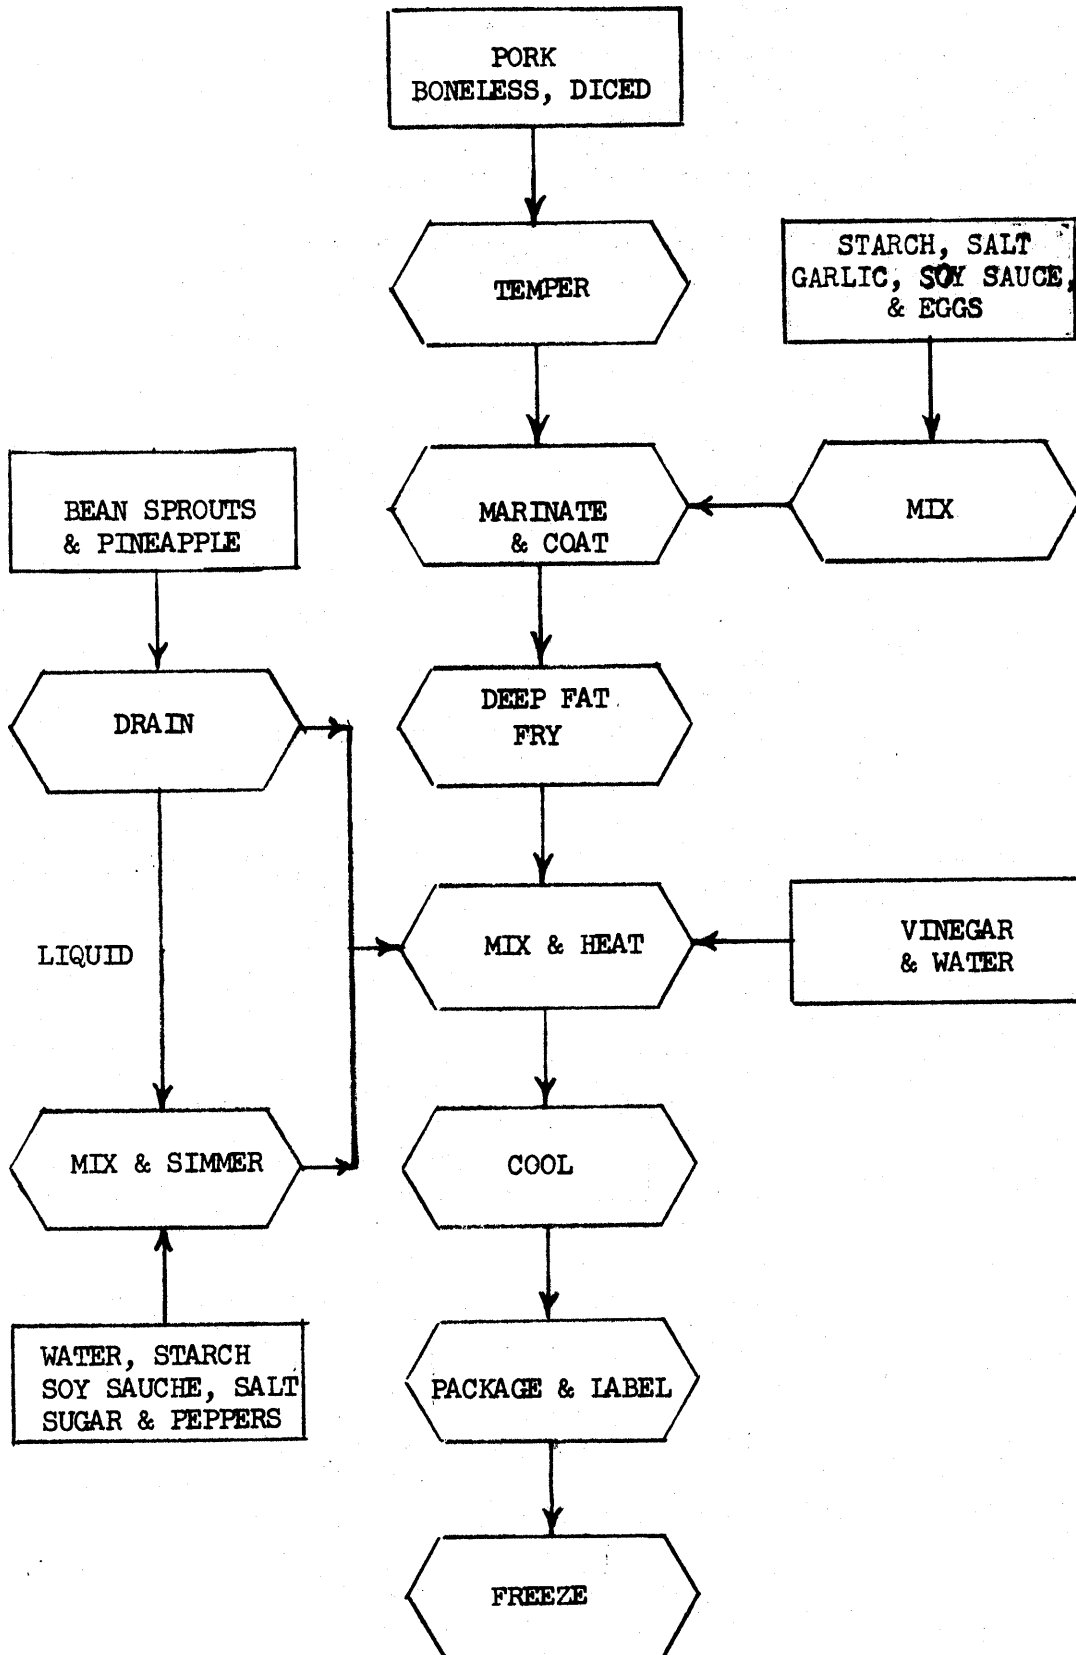 PORK
BONELESS, DICED
TEMPER
STARCH, SALT
GARLIC, SOY SAUCE,
& EGGS
BEAN SPROUTS
& PINEAPPLE
MARINATE
& COAT
MIX
DRAIN
DEEP FAT
FRY
LIQUID
MIX & HEAT
VINEGAR
& WATER
MIX & SIMMER
COOL
WATER, STARCH
SOY SAUCHE, SALT
SUGAR & PEPPERS
PACKAGE & LABEL
FREEZE